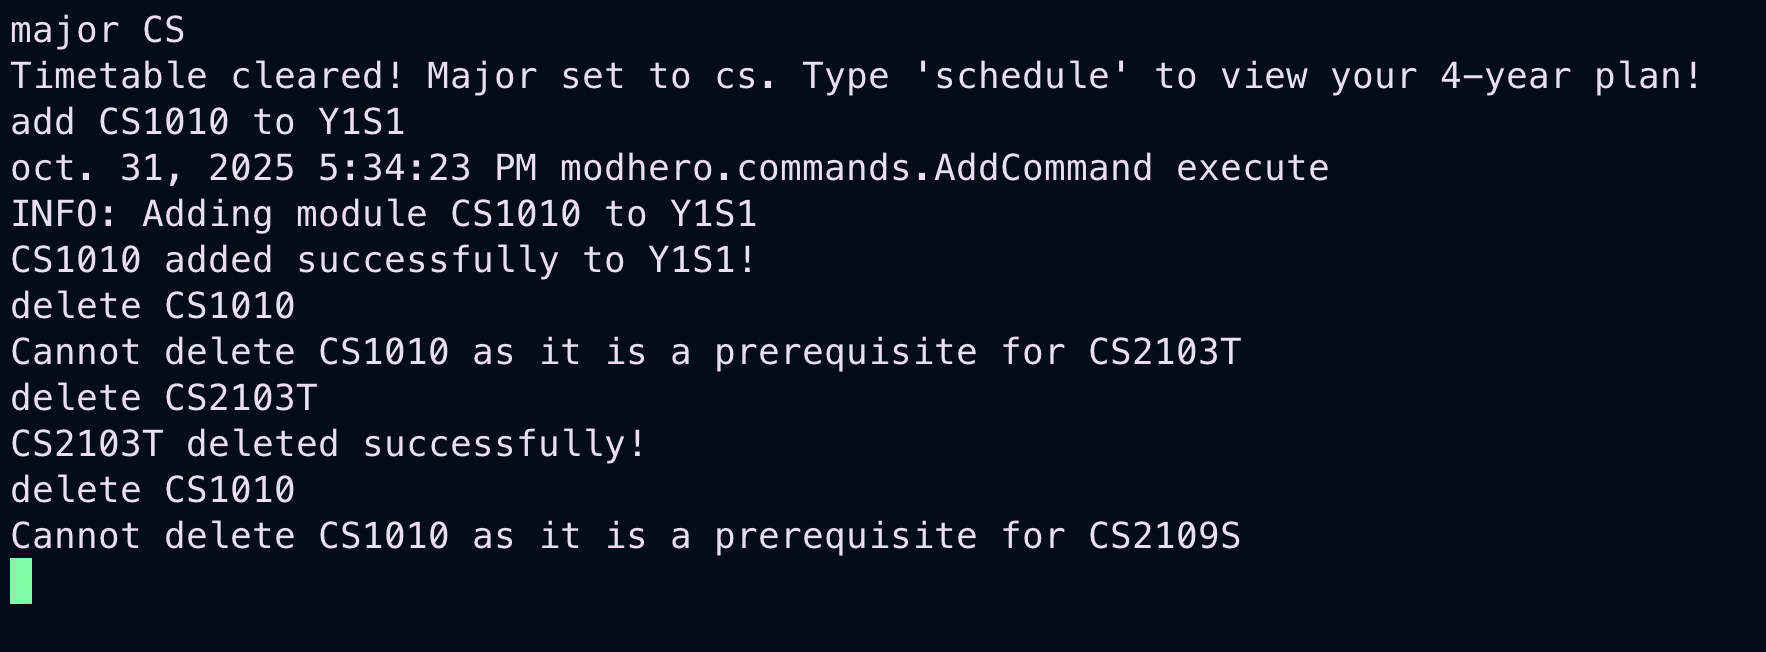 major CS
Timetable cleared! Major set to cs. Type 'schedule' to view your 4-year plan!
add CS1010 to Y1S1
oct. 31, 2025 5:34:23 PM modhero.commands.AddCommand execute
INFO: Adding module CS1010 to Y1S1
CS1010 added successfully to Y1S1!
delete CS1010
Cannot delete CS1010 as it is a prerequisite for CS2103T
delete CS2103T
CS2103T deleted successfully!
delete CS1010
Cannot delete CS1010 as it is a prerequisite for CS2109S